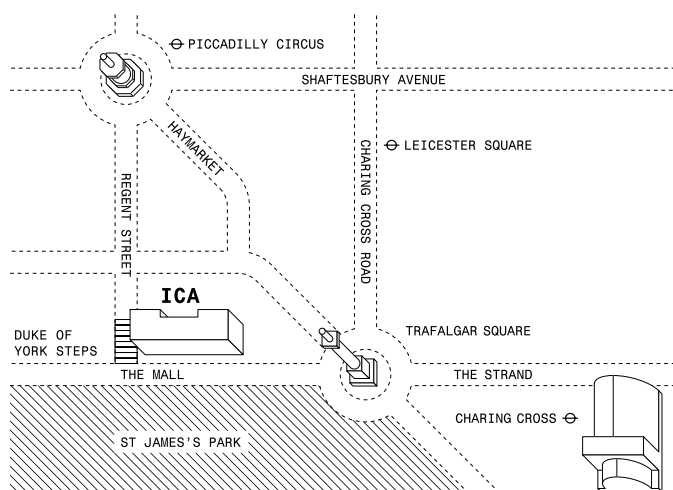 PICCADILLY CIRCUS
SHAFTESBURY AVENUE
HAYMARKET
LEICESTER SQUARE
CHARING CROSS ROAD
REGENT STREET
ICA
DUKE OF
YORK STEPS
TRAFALGAR SQUARE
THE MALL
THE STRAND
CHARING CROSS
ST JAMES'S PARK